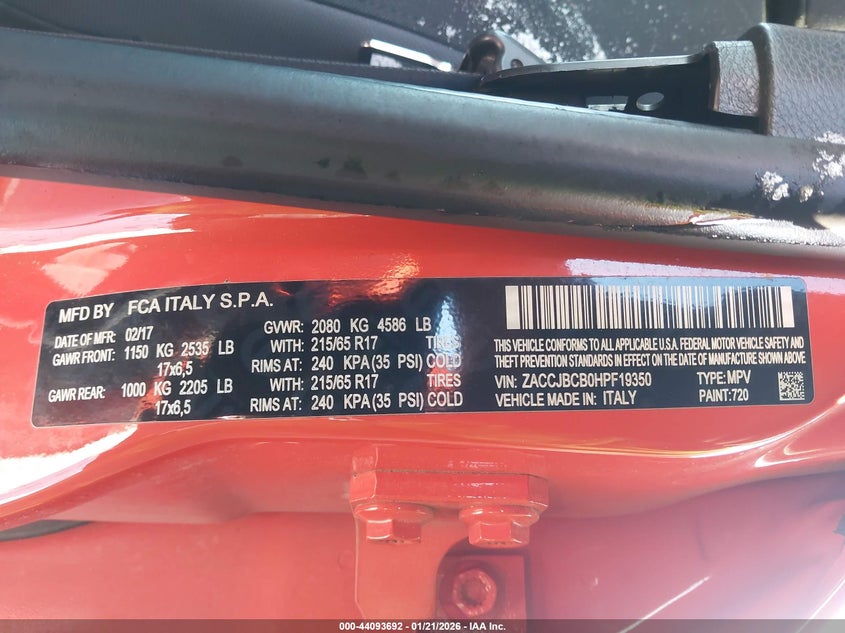 MFD BY FCA ITALY S.P.A.
DATE OF MFR: 02/17 GVWR: 2080 KG 4586 LB
GAWR FRONT: 1150 KG 2535 LB WITH: 215/65 R17 TIRES
17x6,5 RIMS AT: 240 KPA (35 PSI) COLD
GAWR REAR: 1000 KG 2205 LB WITH: 215/65 R17 TIRES
17x6,5 RIMS AT: 240 KPA (35 PSI) COLD
THIS VEHICLE CONFORMS TO ALL APPLICABLE U.S.A. FEDERAL MOTOR VEHICLE SAFETY, BUMPER, AND
THEFT PREVENTION STANDARDS IN EFFECT ON THE DATE OF MANUFACTURE SHOWN ABOVE.
VIN: ZACCJBCB0HPF19350 TYPE: MPV
VEHICLE MADE IN: ITALY PAINT: 720
000-44093692 - 01/21/2026 - IAA Inc.